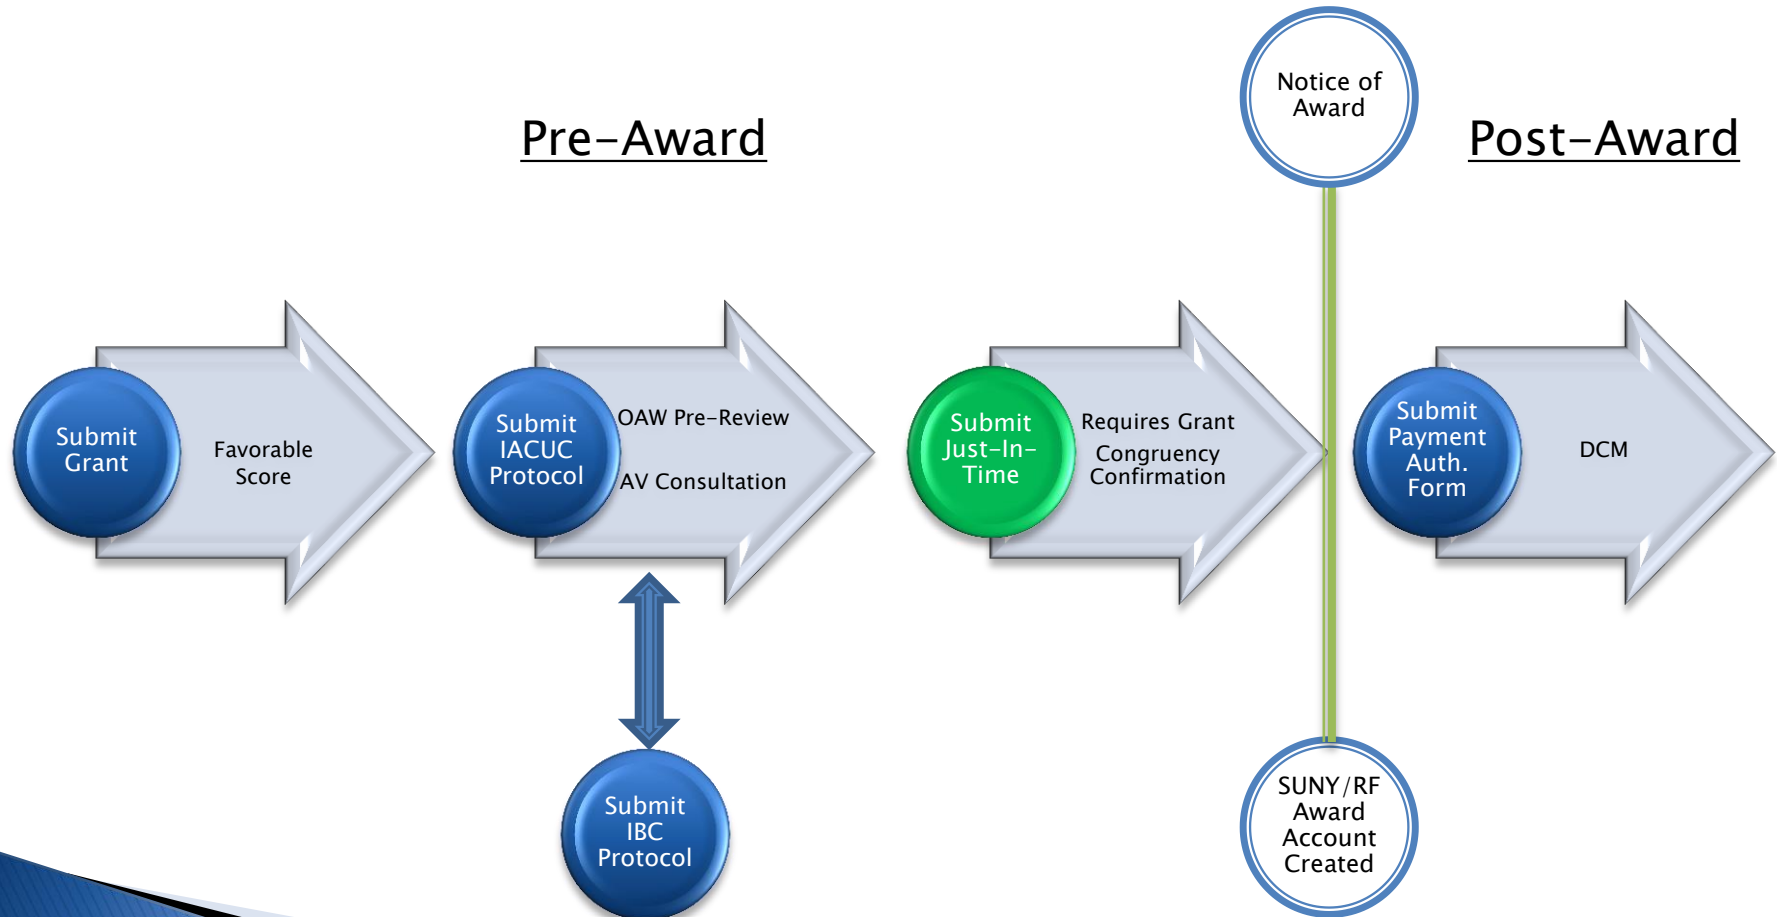 Pre-Award
Notice of
Award
Post-Award
Submit
Grant
Favorable
Score
Submit
IACUC
Protocol
OAW Pre-Review
AV Consultation
Submit
Just-In-
Time
Requires Grant
Congruency
Confirmation
Submit
Payment
Auth.
Form
DCM
Submit
IBC
Protocol
SUNY/RF
Award
Account
Created